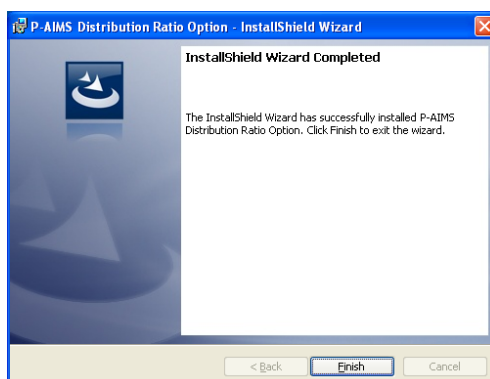 P-AIMS Distribution Ratio Option - InstallShield Wizard
InstallShield Wizard Completed
The InstallShield Wizard has successfully installed P-AIMS
Distribution Ratio Option. Click Finish to exit the wizard.
< Back Finish Cancel